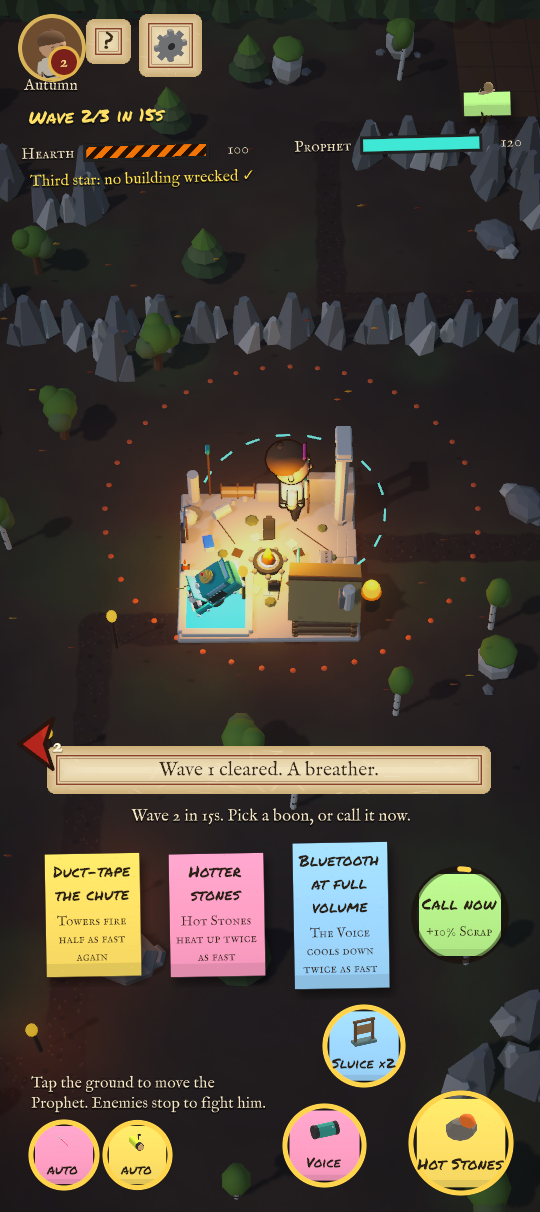 ?
2
Autumn
Wave 2/3 in 15s
Hearth 100
Prophet 120
Third star: no building wrecked ✓
2
Wave 1 cleared. A breather.
Wave 2 in 15s. Pick a boon, or call it now.
Duct-tape
the chute
Towers fire
half as fast
again
Hotter
stones
Hot Stones
heat up twice
as fast
Bluetooth
at full
volume
The Voice
cools down
twice as fast
Call now
+10% Scrap
Sluice x2
Tap the ground to move the
Prophet. Enemies stop to fight him.
Auto
Auto
Voice
Hot Stones